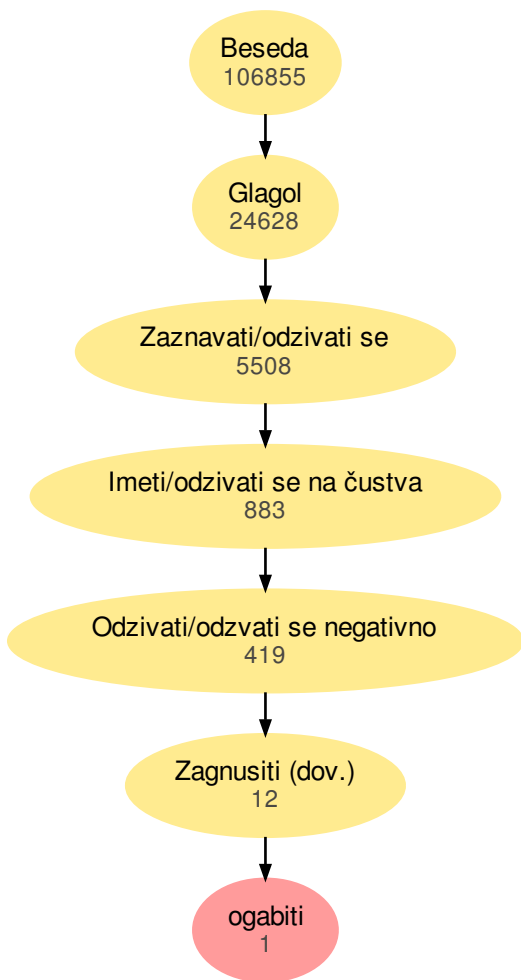 Beseda
106855
Glagol
24628
Zaznavati/odzivati se
5508
Imeti/odzivati se na čustva
883
Odzivati/odzvati se negativno
419
Zagnusiti (dov.)
12
ogabiti
1